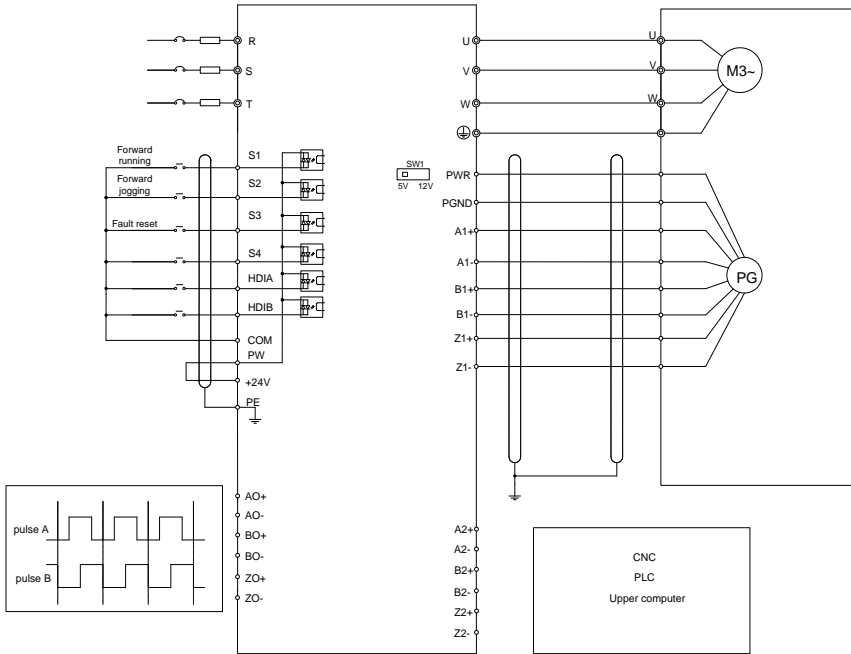 R
S
T
U
V
W
U
V
W
M3~
Forward
running
Forward
jogging
Fault reset
S1
S2
S3
S4
HDIA
HDIB
COM
PW
+24V
PE
SW1
5V 12V
PWR
PGND
A1+
A1-
B1+
B1-
Z1+
Z1-
PG
pulse A
pulse B
AO+
AO-
BO+
BO-
ZO+
ZO-
A2+
A2-
B2+
B2-
Z2+
Z2-
CNC
PLC
Upper computer